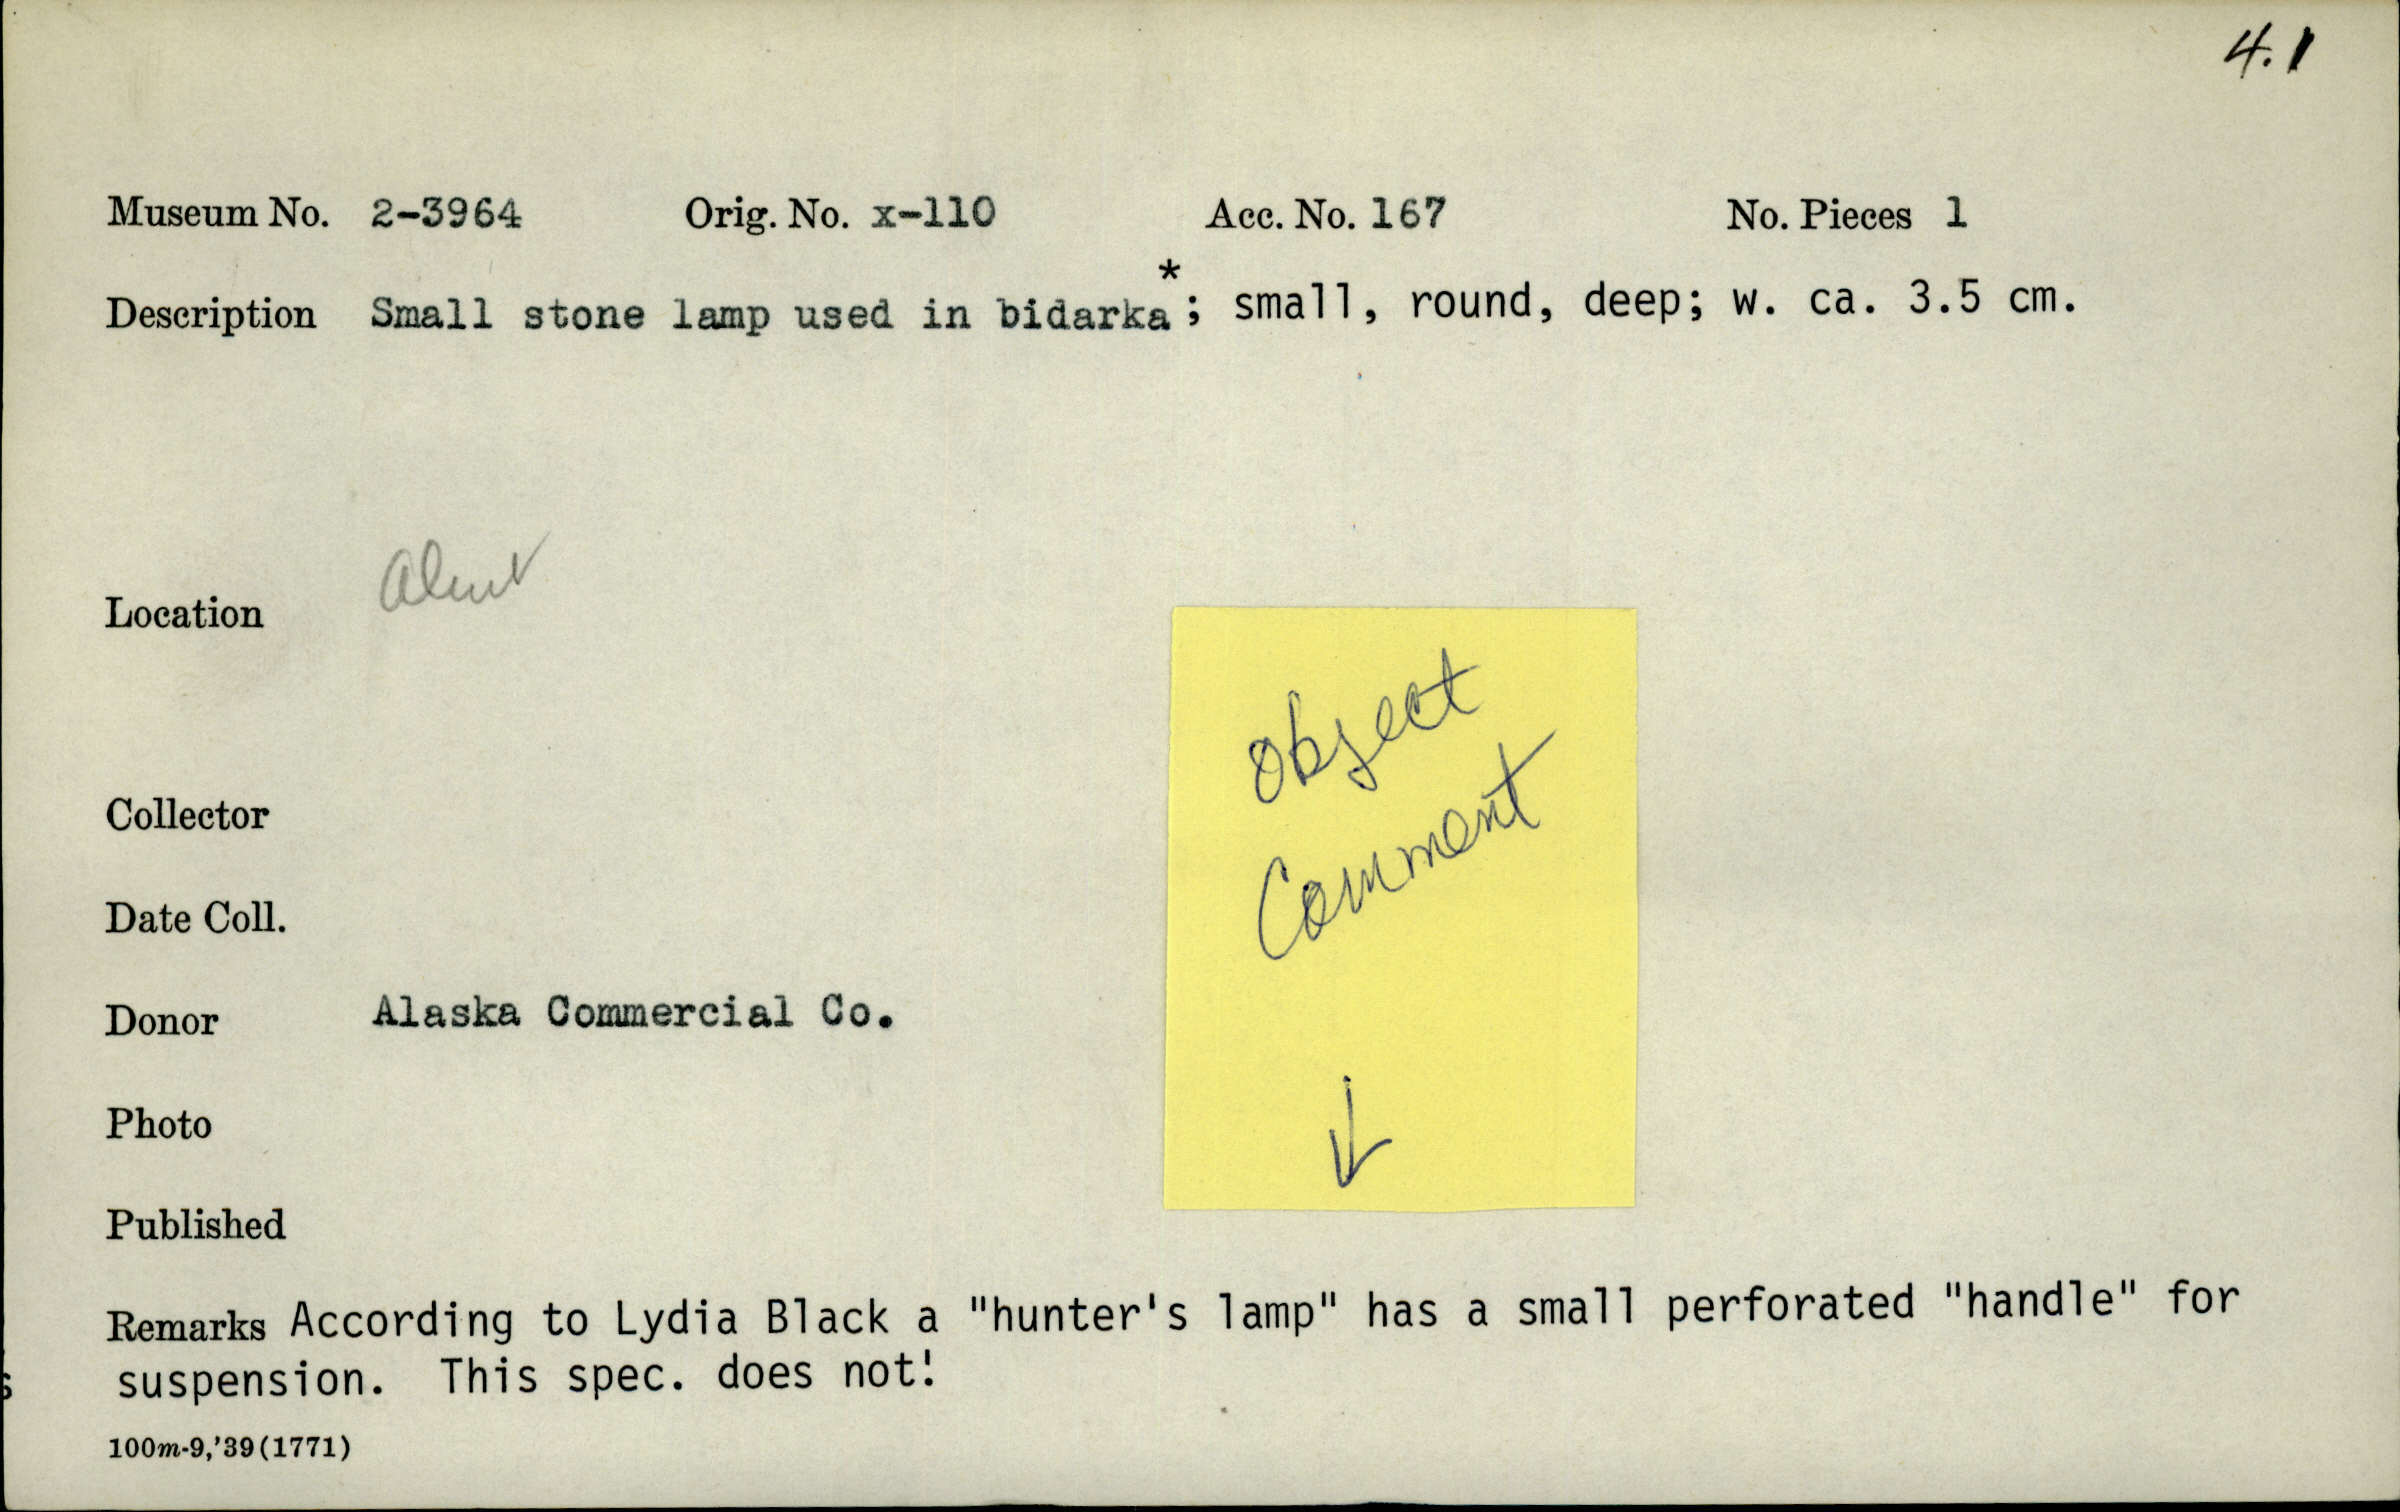 4.1
Museum No. 2-3964 Orig. No. x-110 Acc. No. 167 No. Pieces 1
Description Small stone lamp used in bidarka*; small, round, deep; w. ca. 3.5 cm.
Aleut
Location
Object
Comment
Collector
Date Coll.
Donor Alaska Commercial Co.
Photo
Published
Remarks According to Lydia Black a "hunter's lamp" has a small perforated "handle" for
suspension. This spec. does not!
100m-9,'39(1771)